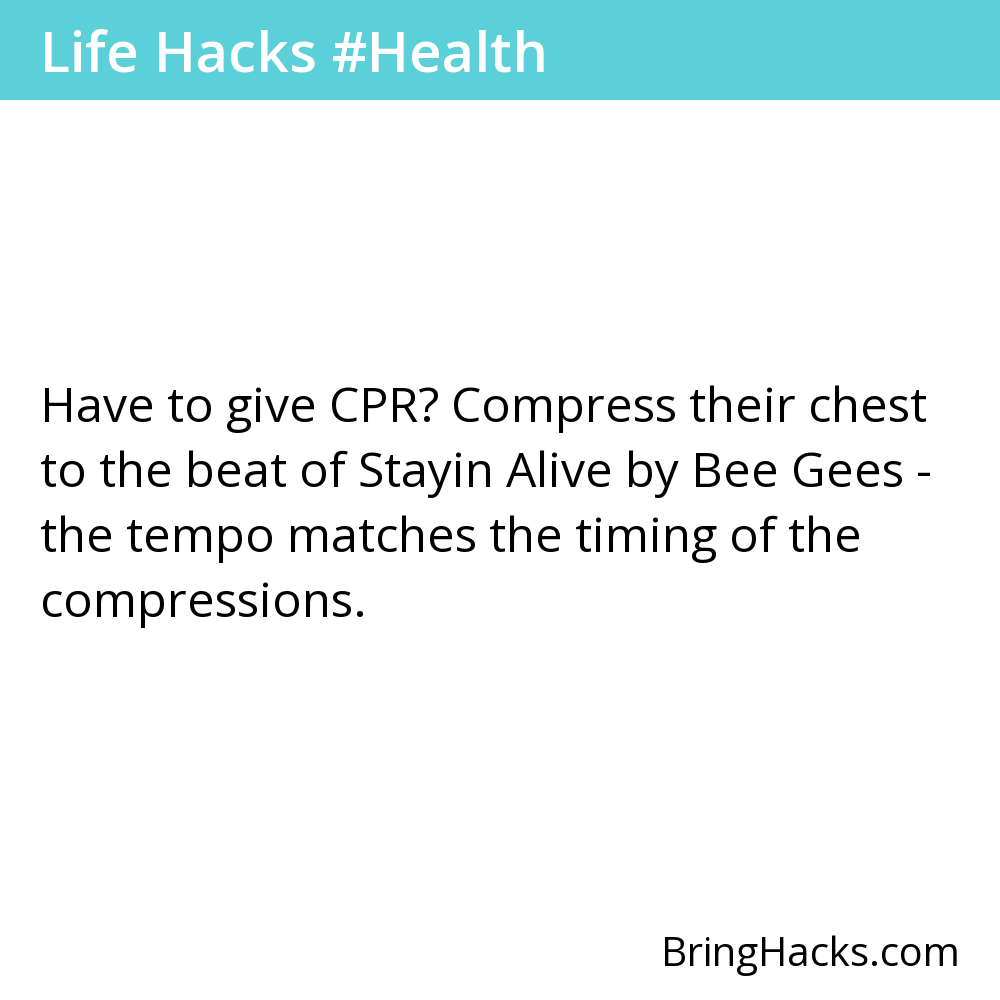 Life Hacks #Health
Have to give CPR? Compress their chest
to the beat of Stayin Alive by Bee Gees -
the tempo matches the timing of the
compressions.
BringHacks.com